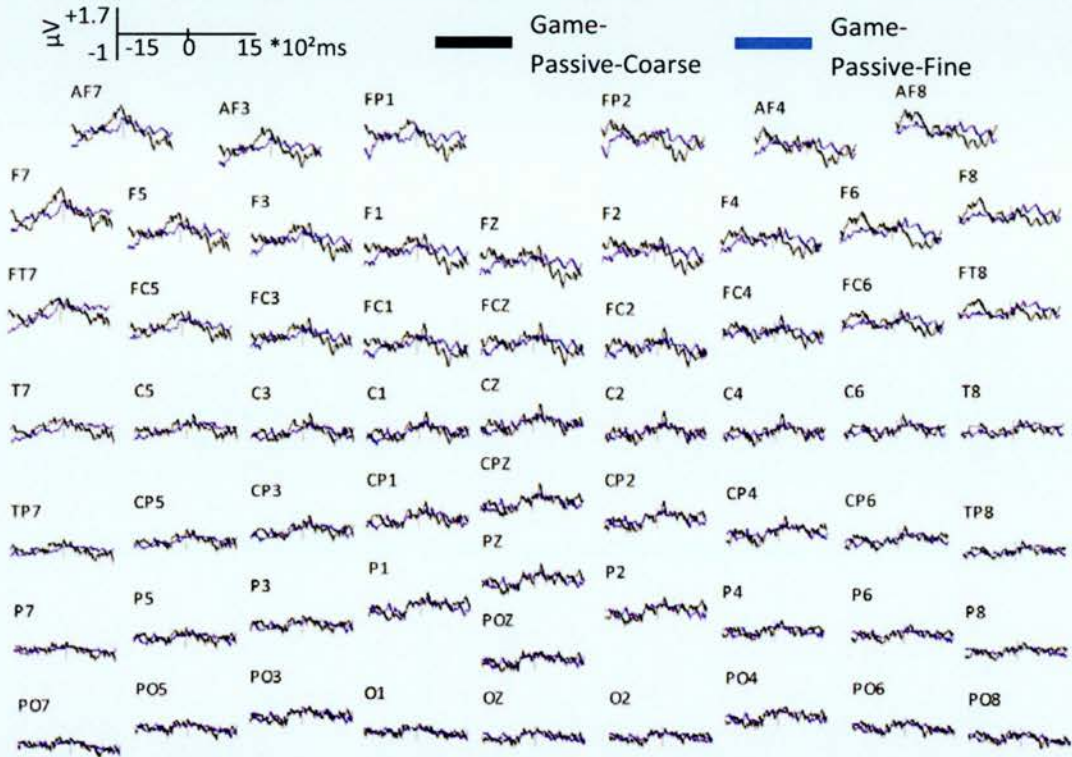 +1.7
μV
-1
-15 0 15 *10²ms
Game-
Passive-Coarse
Game-
Passive-Fine
AF7 AF3 FP1 FP2 AF4 AF8
F7 F5 F3 F1 FZ F2 F4 F6 F8
FT7 FC5 FC3 FC1 FCZ FC2 FC4 FC6 FT8
T7 C5 C3 C1 CZ C2 C4 C6 T8
TP7 CP5 CP3 CP1 CPZ CP2 CP4 CP6 TP8
PZ
P7 P5 P3 P1 P2 P4 P6 P8
POZ
PO7 PO5 PO3 O1 OZ O2 PO4 PO6 PO8